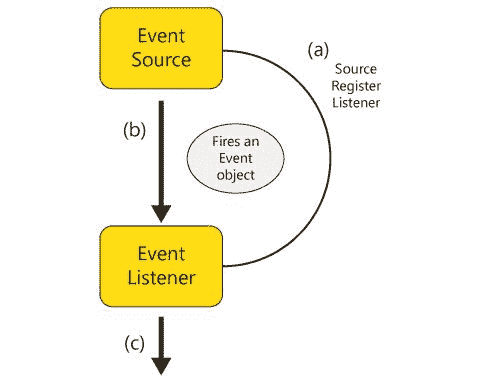 Event
Source
(a)
Source
Register
Listener
(b)
Fires an
Event
object
Event
Listener
(c)